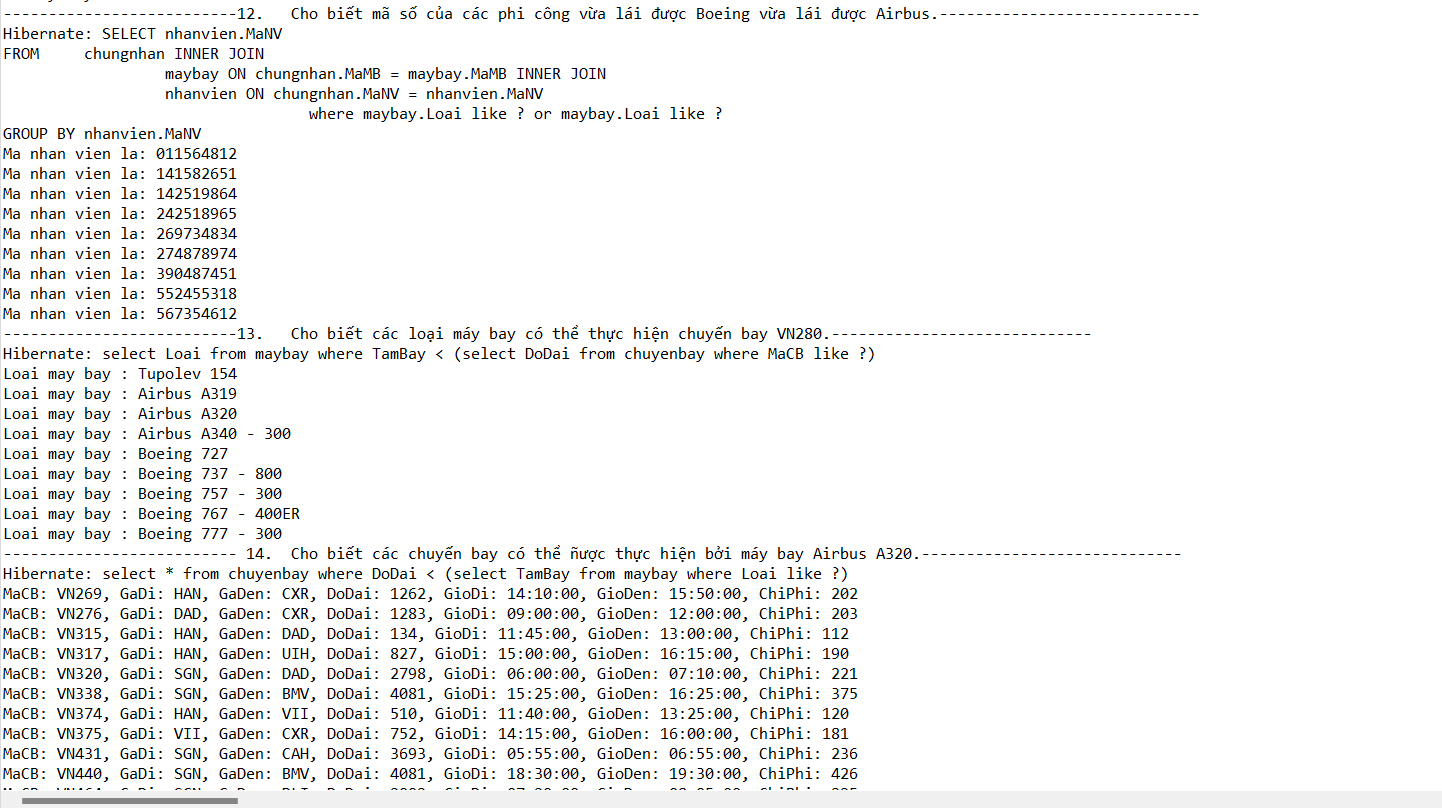 --------------------------12.   Cho biết mã số của các phi công vừa lái được Boeing vừa lái được Airbus.-----------------------------
Hibernate: SELECT nhanvien.MaNV
FROM     chungnhan INNER JOIN
                  maybay ON chungnhan.MaMB = maybay.MaMB INNER JOIN
                  nhanvien ON chungnhan.MaNV = nhanvien.MaNV
                                  where maybay.Loai like ? or maybay.Loai like ?
GROUP BY nhanvien.MaNV
Ma nhan vien la: 011564812
Ma nhan vien la: 141582651
Ma nhan vien la: 142519864
Ma nhan vien la: 242518965
Ma nhan vien la: 269734834
Ma nhan vien la: 274878974
Ma nhan vien la: 390487451
Ma nhan vien la: 552455318
Ma nhan vien la: 567354612
--------------------------13.   Cho biết các loại máy bay có thể thực hiện chuyến bay VN280.-----------------------------
Hibernate: select Loai from maybay where TamBay < (select DoDai from chuyenbay where MaCB like ?)
Loai may bay : Tupolev 154
Loai may bay : Airbus A319
Loai may bay : Airbus A320
Loai may bay : Airbus A340 - 300
Loai may bay : Boeing 727
Loai may bay : Boeing 737 - 800
Loai may bay : Boeing 757 - 300
Loai may bay : Boeing 767 - 400ER
Loai may bay : Boeing 777 - 300
-------------------------- 14.  Cho biết các chuyến bay có thể ñược thực hiện bởi máy bay Airbus A320.-----------------------------
Hibernate: select * from chuyenbay where DoDai < (select TamBay from maybay where Loai like ?)
MaCB: VN269, GaDi: HAN, GaDen: CXR, DoDai: 1262, GioDi: 14:10:00, GioDen: 15:50:00, ChiPhi: 202
MaCB: VN276, GaDi: DAD, GaDen: CXR, DoDai: 1283, GioDi: 09:00:00, GioDen: 12:00:00, ChiPhi: 203
MaCB: VN315, GaDi: HAN, GaDen: DAD, DoDai: 134, GioDi: 11:45:00, GioDen: 13:00:00, ChiPhi: 112
MaCB: VN317, GaDi: HAN, GaDen: UIH, DoDai: 827, GioDi: 15:00:00, GioDen: 16:15:00, ChiPhi: 190
MaCB: VN320, GaDi: SGN, GaDen: DAD, DoDai: 2798, GioDi: 06:00:00, GioDen: 07:10:00, ChiPhi: 221
MaCB: VN338, GaDi: SGN, GaDen: BMV, DoDai: 4081, GioDi: 15:25:00, GioDen: 16:25:00, ChiPhi: 375
MaCB: VN374, GaDi: HAN, GaDen: VII, DoDai: 510, GioDi: 11:40:00, GioDen: 13:25:00, ChiPhi: 120
MaCB: VN375, GaDi: VII, GaDen: CXR, DoDai: 752, GioDi: 14:15:00, GioDen: 16:00:00, ChiPhi: 181
MaCB: VN431, GaDi: SGN, GaDen: CAH, DoDai: 3693, GioDi: 05:55:00, GioDen: 06:55:00, ChiPhi: 236
MaCB: VN440, GaDi: SGN, GaDen: BMV, DoDai: 4081, GioDi: 18:30:00, GioDen: 19:30:00, ChiPhi: 426